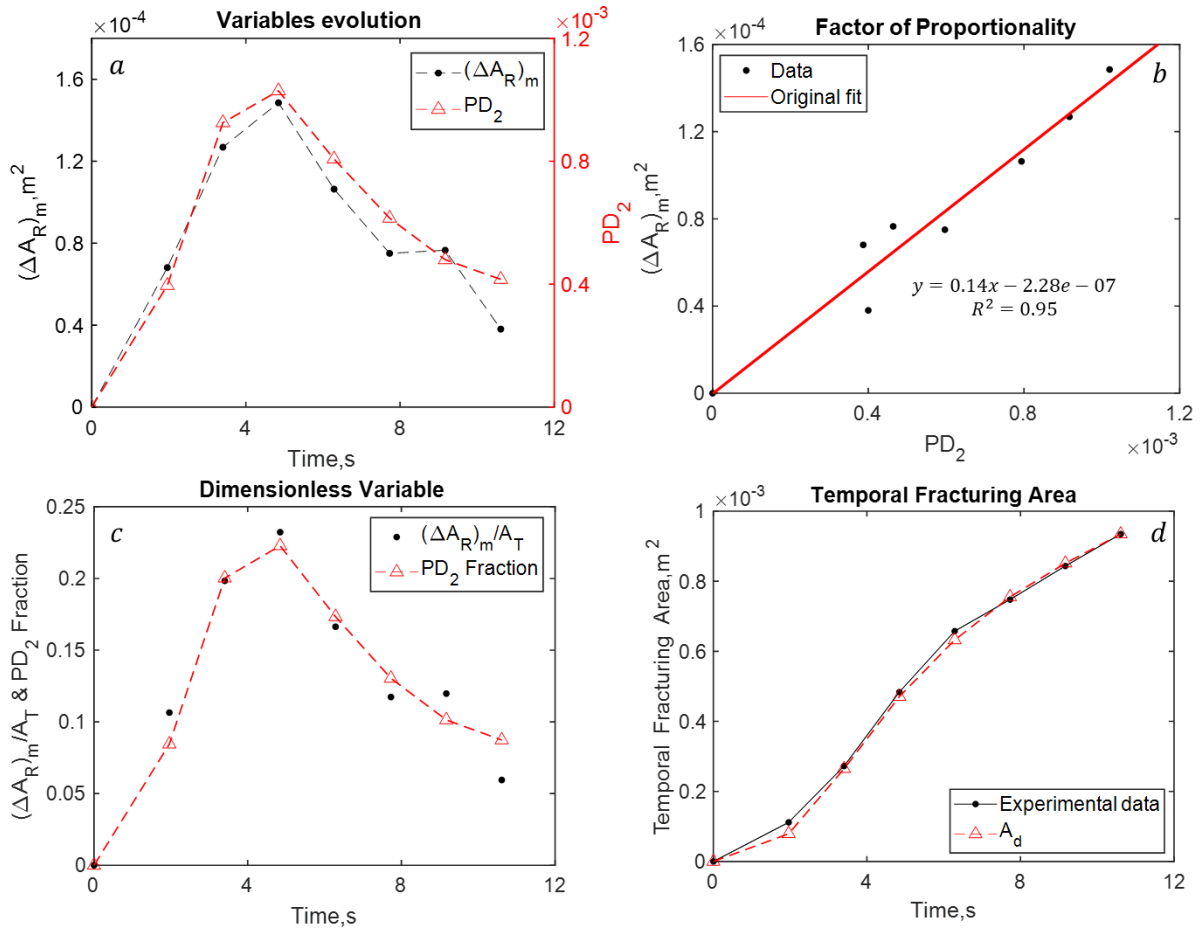 Variables evolution
×10⁻⁴
×10⁻³
a
(ΔA_R)_m
PD₂
1.6
1.2
0.8
0.4
0
1.2
0.8
0.4
0
(ΔA_R)_m,m²
PD₂
0 4 8 12
Time,s
Factor of Proportionality
×10⁻⁴
b
Data
Original fit
1.6
1.2
0.8
0.4
0
(ΔA_R)_m,m²
y = 0.14x − 2.28e − 07
R² = 0.95
0 0.4 0.8 1.2
PD₂
×10⁻³
Dimensionless Variable
c
(ΔA_R)_m/A_T
PD₂ Fraction
0.25
0.2
0.15
0.1
0.05
0
(ΔA_R)_m/A_T & PD₂ Fraction
0 4 8 12
Time,s
Temporal Fracturing Area
×10⁻³
d
1
0.8
0.6
0.4
0.2
0
Temporal Fracturing Area,m²
Experimental data
A_d
0 4 8 12
Time,s